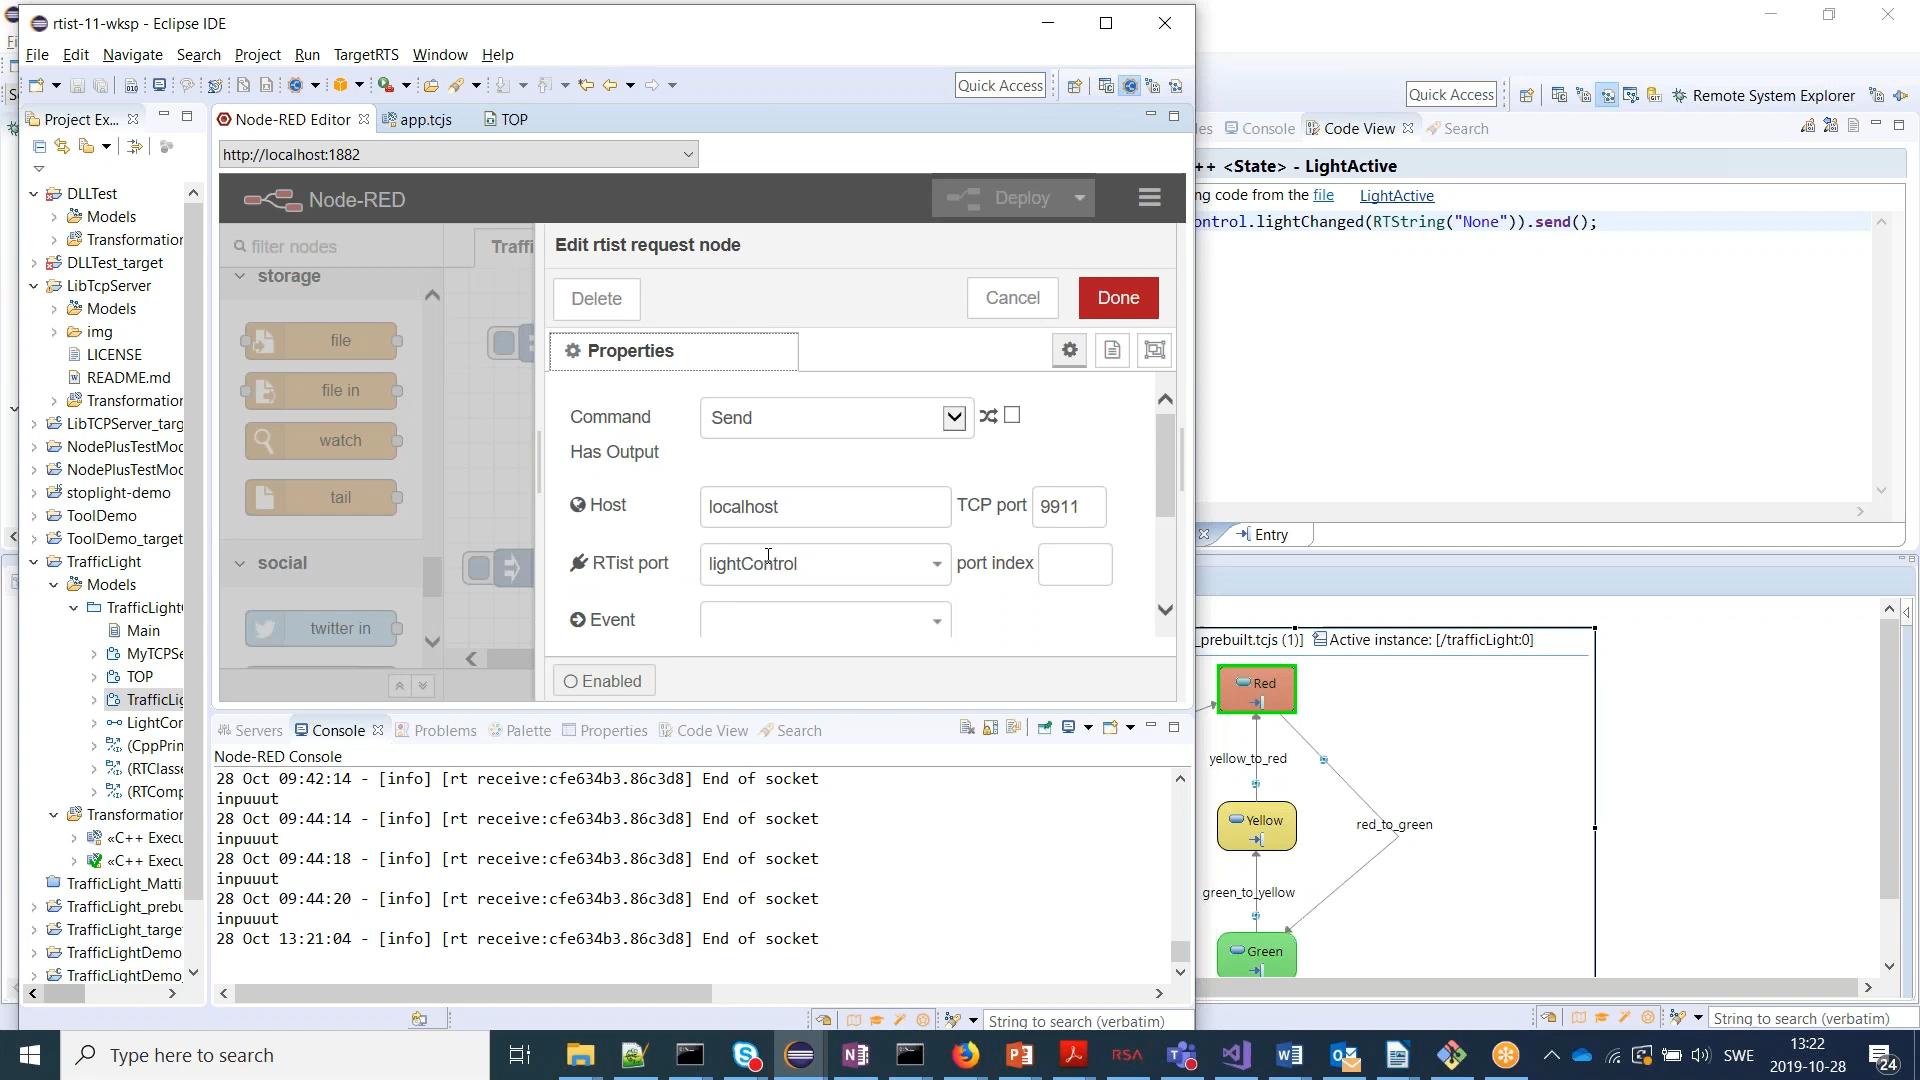 rtist-11-wksp - Eclipse IDE
File Edit Navigate Search Project Run TargetRTS Window Help
Quick Access
Quick Access
Remote System Explorer
Project Ex...
Node-RED Editor
app.tcjs
TOP
Console
Code View
Search
http://localhost:1882
++ <State> - LightActive
ng code from the file LightActive
ontrol.lightChanged(RTString("None")).send();
Node-RED
Deploy
DLLTest
Models
Transformation
DLLTest_target
LibTcpServer
Models
img
LICENSE
README.md
Transformation
LibTCPServer_targ
NodePlusTestMod
NodePlusTestMod
stoplight-demo
ToolDemo
ToolDemo_target
TrafficLight
Models
TrafficLight
Main
MyTCPSe
TOP
TrafficLig
LightCor
(CppPrin
(RTClasse
(RTComp
Transformation
«C++ Execu
«C++ Execu
TrafficLight_Matti
TrafficLight_prebu
TrafficLight_targe
TrafficLightDemo
TrafficLightDemo
filter nodes
storage
file
file in
watch
tail
social
twitter in
Traffi
Edit rtist request node
Delete
Cancel
Done
Properties
Command
Send
Has Output
Host
localhost
TCP port
9911
RTist port
lightControl
port index
Event
Enabled
Entry
_prebuilt.tcjs (1)] Active instance: [/trafficLight:0]
Red
yellow_to_red
Yellow
red_to_green
green_to_yellow
Green
Servers
Console
Problems
Palette
Properties
Code View
Search
Node-RED Console
28 Oct 09:42:14 - [info] [rt receive:cfe634b3.86c3d8] End of socket
inpuuut
28 Oct 09:44:14 - [info] [rt receive:cfe634b3.86c3d8] End of socket
inpuuut
28 Oct 09:44:18 - [info] [rt receive:cfe634b3.86c3d8] End of socket
inpuuut
28 Oct 09:44:20 - [info] [rt receive:cfe634b3.86c3d8] End of socket
inpuuut
28 Oct 13:21:04 - [info] [rt receive:cfe634b3.86c3d8] End of socket
String to search (verbatim)
String to search (verbatim)
Type here to search
RSA
SWE
13:22
2019-10-28
24